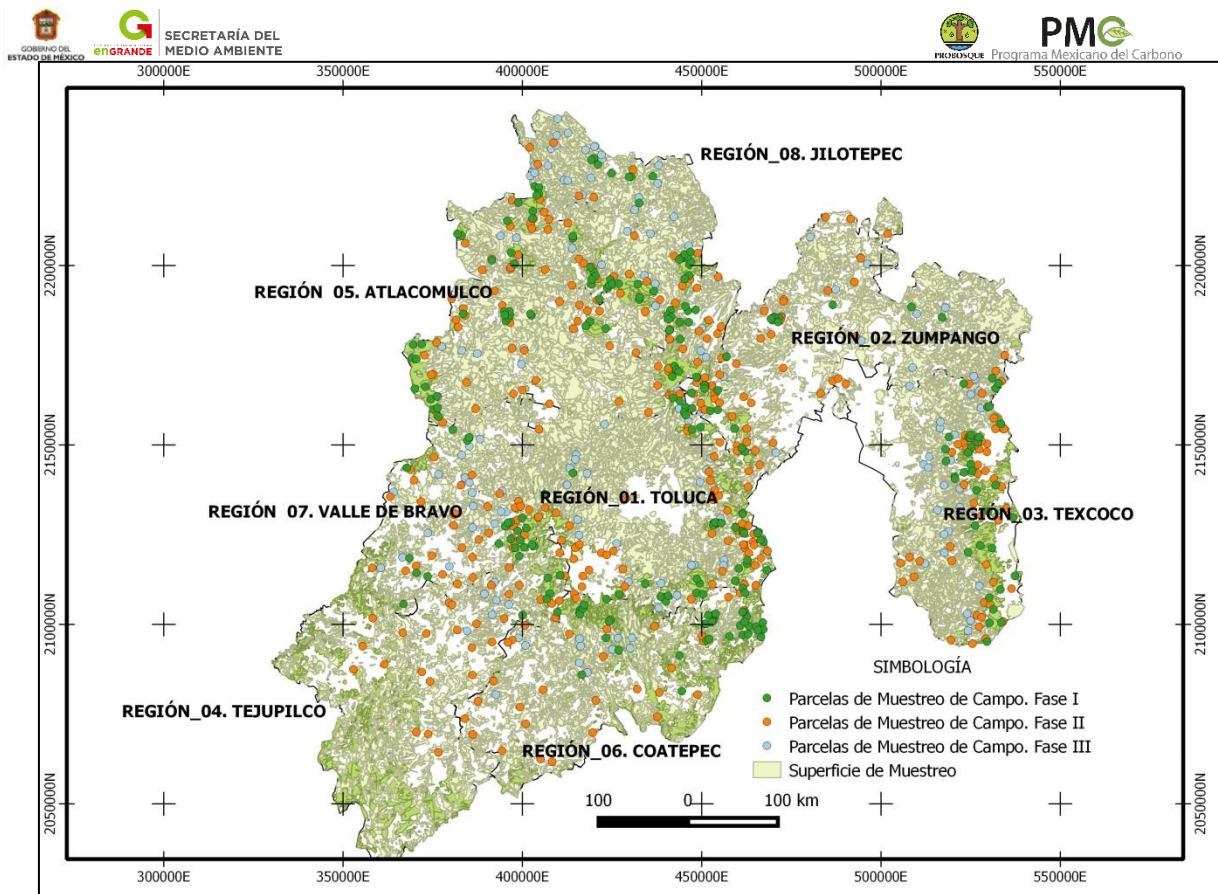 GOBIERNO DEL
ESTADO DE MÉXICO
enGRANDE
SECRETARÍA DEL
MEDIO AMBIENTE
PROBOSQUE
PMC
Programa Mexicano del Carbono
300000E 350000E 400000E 450000E 500000E 550000E
REGIÓN_08. JILOTEPEC
2200000N
2200000N
REGIÓN 05. ATLACOMULCO
REGIÓN_02. ZUMPANGO
2150000N
2150000N
REGIÓN_01. TOLUCA
REGIÓN 07. VALLE DE BRAVO
REGIÓN_03. TEXCOCO
2100000N
2100000N
SIMBOLOGÍA
Parcelas de Muestreo de Campo. Fase I
REGIÓN_04. TEJUPILCO
Parcelas de Muestreo de Campo. Fase II
REGIÓN_06. COATEPEC
Parcelas de Muestreo de Campo. Fase III
Superficie de Muestreo
2050000N
2050000N
100 0 100 km
300000E 350000E 400000E 450000E 500000E 550000E